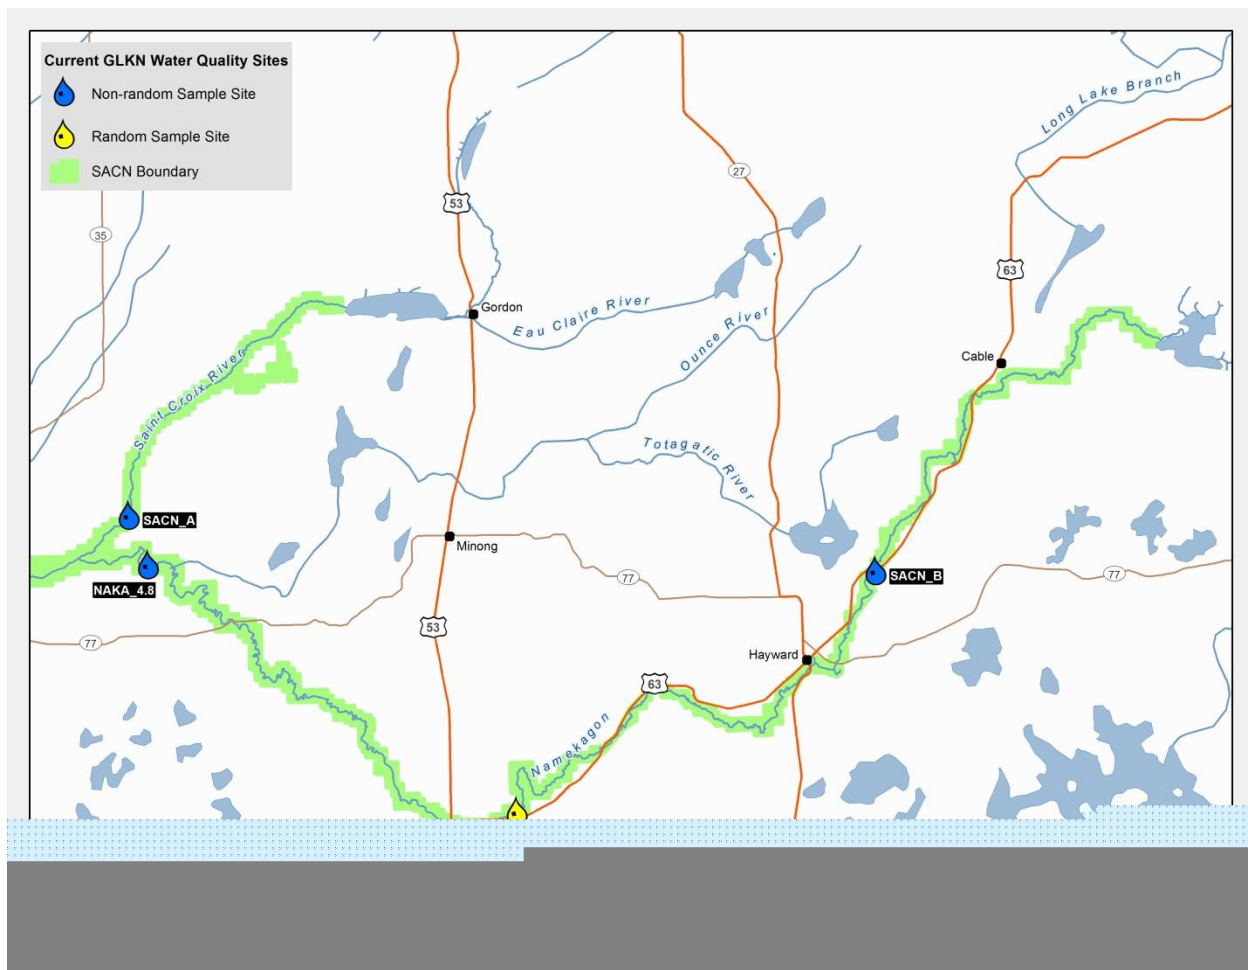 Current GLKN Water Quality Sites
Non-random Sample Site
Random Sample Site
SACN Boundary
Long Lake Branch
27
53
35
63
Gordon
Eau Claire River
Ounce River
Cable
Saint Croix River
Totagatic River
SACN_A
Minong
77
77
SACN_B
NAKA_4.8
53
77
Hayward
63
Namekagon